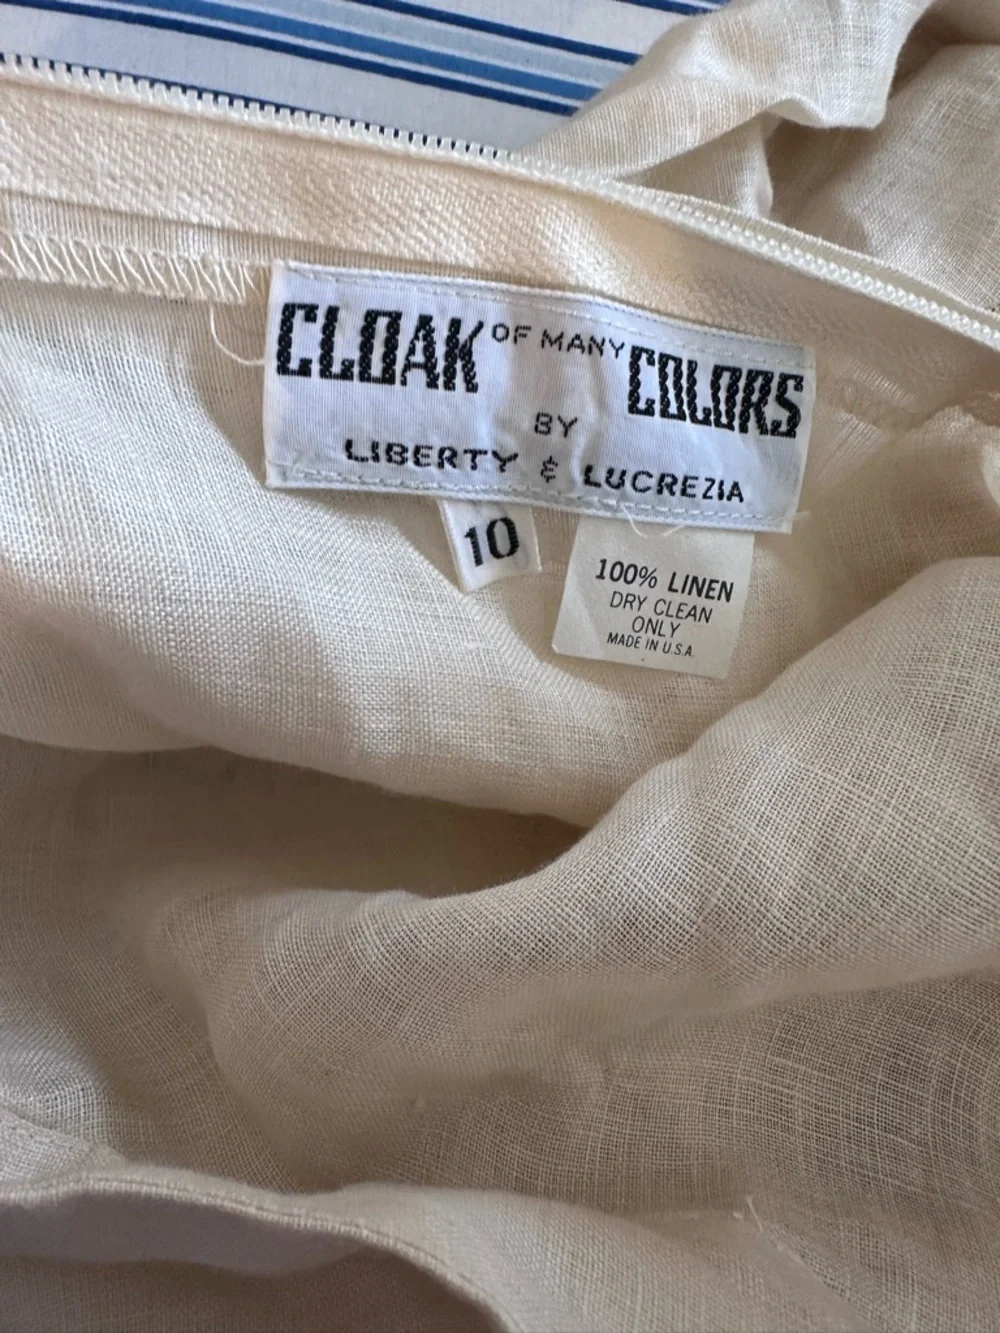 CLOAK OF MANY COLORS
BY
LIBERTY & LUCREZIA
10
100% LINEN
DRY CLEAN
ONLY
MADE IN U.S.A.